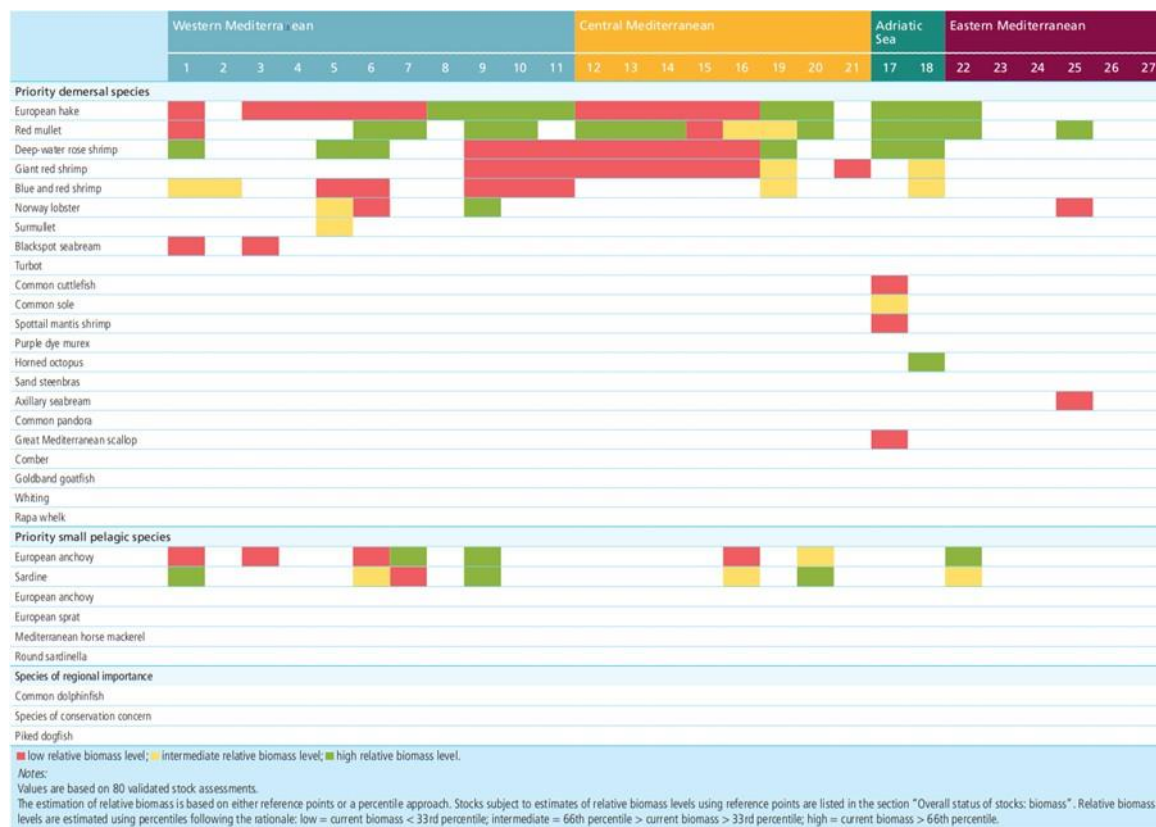 Western Mediterra ean Central Mediterranean Adriatic Sea Eastern Mediterranean
1 2 3 4 5 6 7 8 9 10 11 12 13 14 15 16 19 20 21 17 18 22 23 24 25 26 27
Priority demersal species
European hake
Red mullet
Deep-water rose shrimp
Giant red shrimp
Blue and red shrimp
Norway lobster
Surmullet
Blackspot seabream
Turbot
Common cuttlefish
Common sole
Spottail mantis shrimp
Purple dye murex
Horned octopus
Sand steenbras
Axillary seabream
Common pandora
Great Mediterranean scallop
Comber
Goldband goatfish
Whiting
Rapa whelk
Priority small pelagic species
European anchovy
Sardine
European anchovy
European sprat
Mediterranean horse mackerel
Round sardinella
Species of regional importance
Common dolphinfish
Species of conservation concern
Piked dogfish
low relative biomass level; intermediate relative biomass level; high relative biomass level.
Notes:
Values are based on 80 validated stock assessments.
The estimation of relative biomass is based on either reference points or a percentile approach. Stocks subject to estimates of relative biomass levels using reference points are listed in the section "Overall status of stocks: biomass". Relative biomass
levels are estimated using percentiles following the rationale: low = current biomass < 33rd percentile; intermediate = 66th percentile > current biomass > 33rd percentile; high = current biomass > 66th percentile.